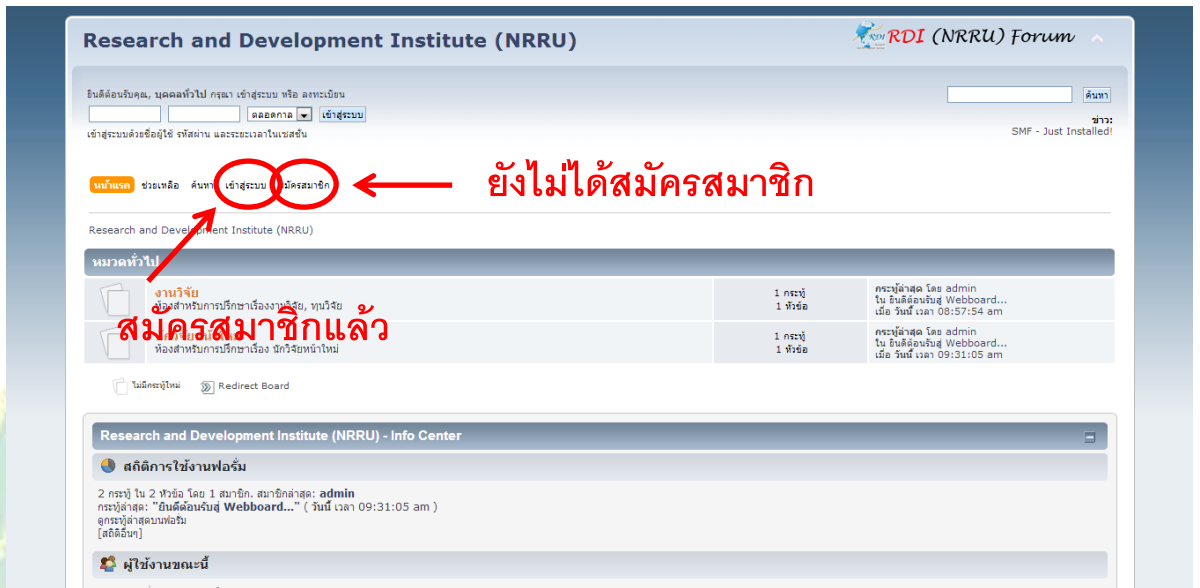 Research and Development Institute (NRRU)
RDI (NRRU) Forum
ยินดีต้อนรับคุณ, บุคคลทั่วไป กรุณา เข้าสู่ระบบ หรือ ลงทะเบียน
ตลอดกาล เข้าสู่ระบบ
เข้าสู่ระบบด้วยชื่อผู้ใช้ รหัสผ่าน และระยะเวลาในเซสชั่น
ค้นหา
ข่าว:
SMF - Just Installed!
หน้าแรก ช่วยเหลือ ค้นหา เข้าสู่ระบบ สมัครสมาชิก
ยังไม่ได้สมัครสมาชิก
Research and Development Institute (NRRU)
หมวดทั่วไป
งานวิจัย
ห้องสำหรับการปรึกษาเรื่องงานวิจัย, ทุนวิจัย
1 กระทู้
1 หัวข้อ
กระทู้ล่าสุด โดย admin
ใน ยินดีต้อนรับสู่ Webboard...
เมื่อ วันนี้ เวลา 08:57:54 am
สมัครสมาชิกแล้ว
ห้องสำหรับการปรึกษาเรื่อง นักวิจัยหน้าใหม่
1 กระทู้
1 หัวข้อ
กระทู้ล่าสุด โดย admin
ใน ยินดีต้อนรับสู่ Webboard...
เมื่อ วันนี้ เวลา 09:31:05 am
ไม่มีกระทู้ใหม่ Redirect Board
Research and Development Institute (NRRU) - Info Center
สถิติการใช้งานฟอรั่ม
2 กระทู้ ใน 2 หัวข้อ โดย 1 สมาชิก. สมาชิกล่าสุด: admin
กระทู้ล่าสุด: "ยินดีต้อนรับสู่ Webboard..." ( วันนี้ เวลา 09:31:05 am )
ดูกระทู้ล่าสุดบนฟอรั่ม
[สถิติอื่นๆ]
ผู้ใช้งานขณะนี้